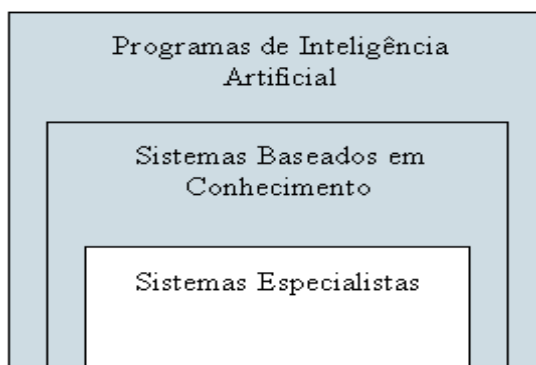 Programas de Inteligência
Artificial
Sistemas Baseados em
Conhecimento
Sistemas Especialistas